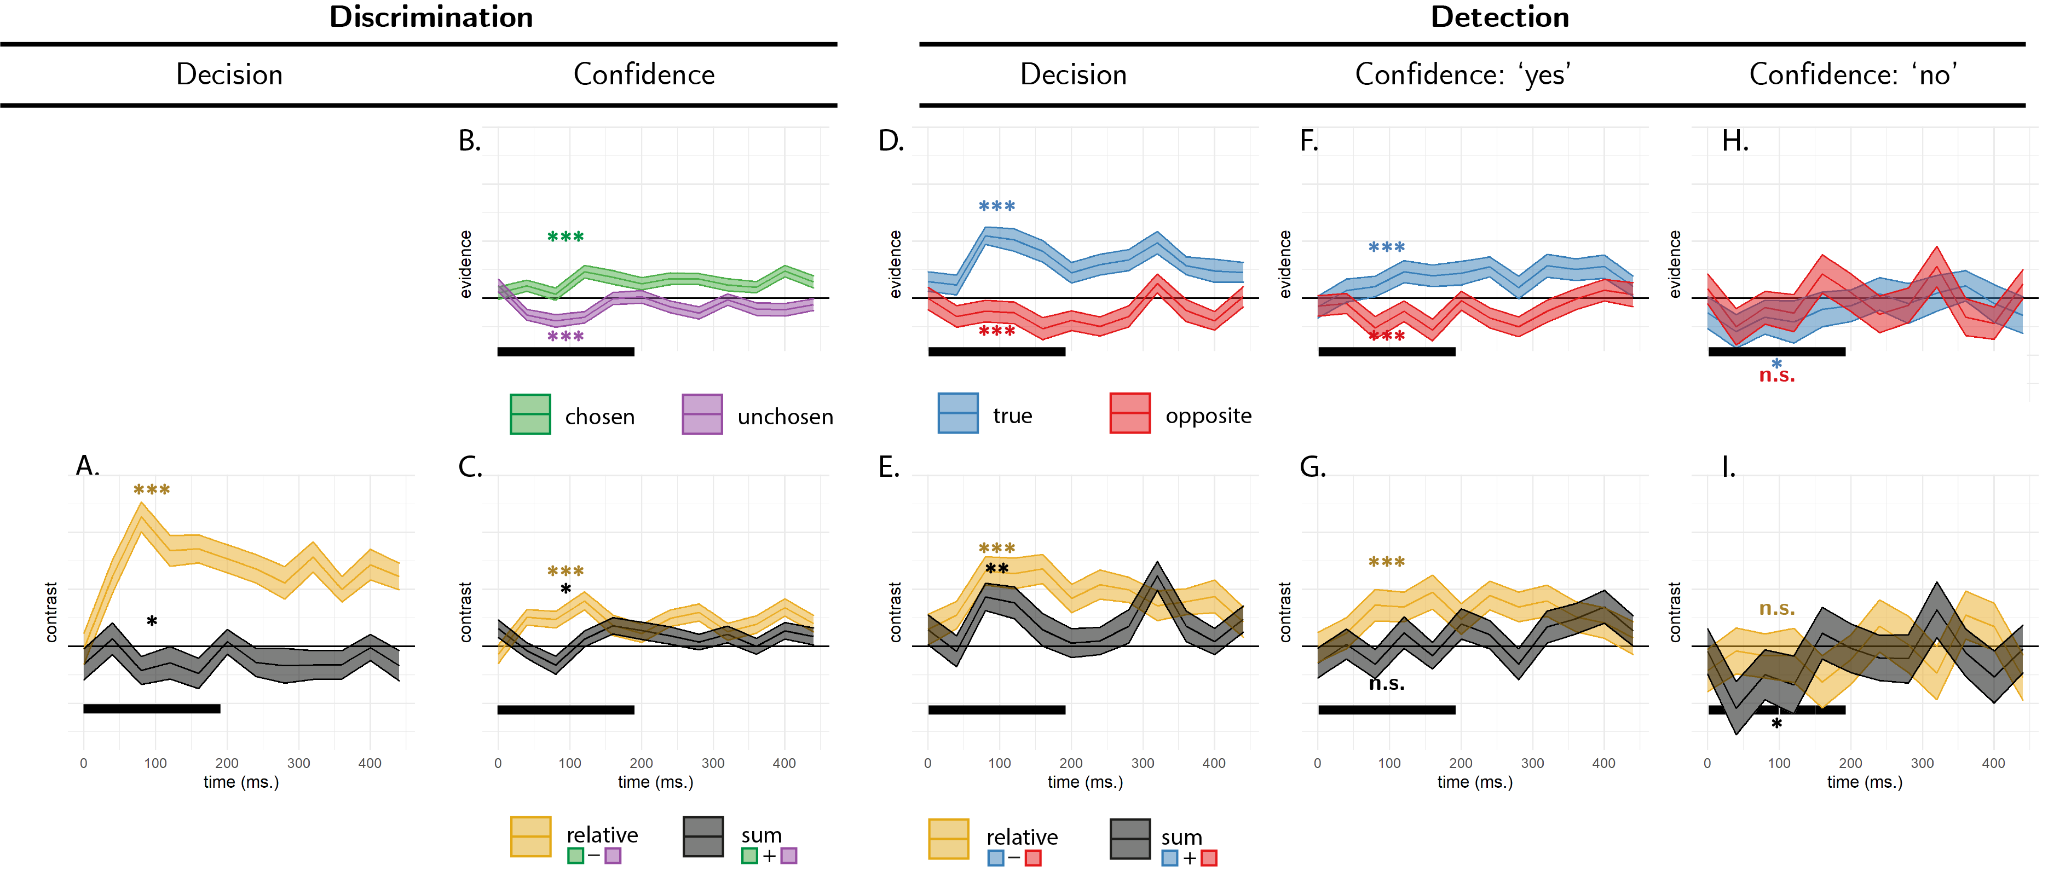 Discrimination
Detection
Decision
Confidence
Decision
Confidence: ‘yes’
Confidence: ‘no’
B.
D.
F.
H.
evidence
evidence
evidence
evidence
***
***
***
***
***
***
*
n.s.
chosen
unchosen
true
opposite
A.
C.
E.
G.
I.
contrast
contrast
contrast
contrast
contrast
***
*
***
*
***
**
***
n.s.
n.s.
*
0 100 200 300 400
0 100 200 300 400
0 100 200 300 400
0 100 200 300 400
0 100 200 300 400
time (ms.)
time (ms.)
time (ms.)
time (ms.)
time (ms.)
relative
sum
relative
sum
−
+
−
+